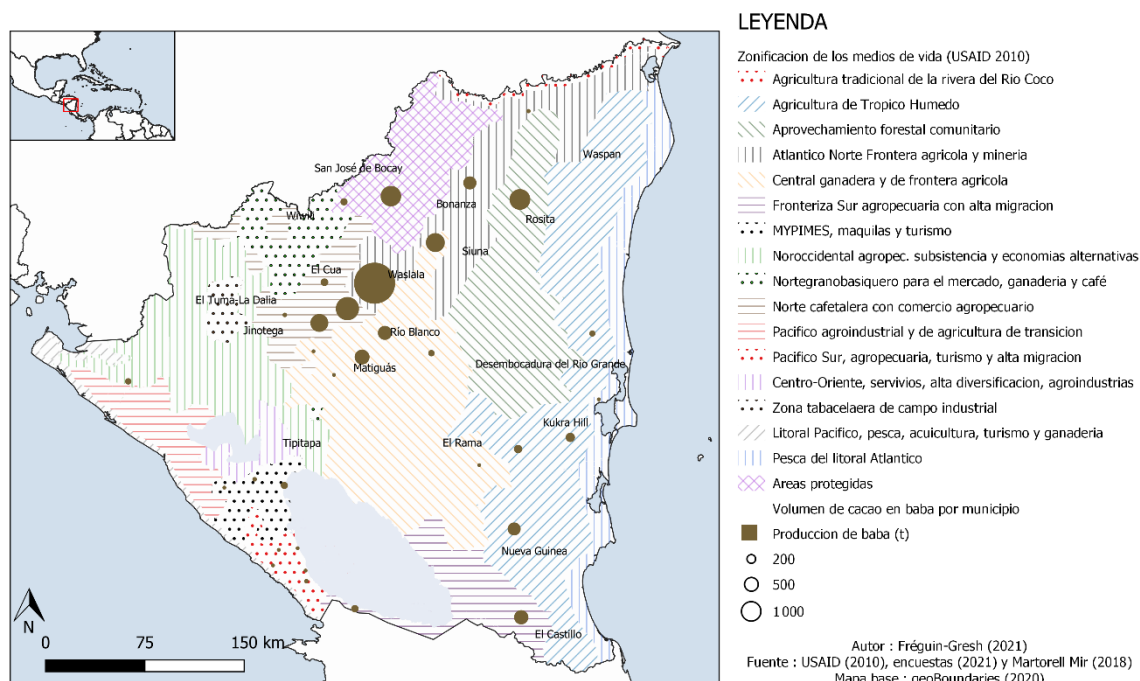 LEYENDA
Zonificacion de los medios de vida (USAID 2010)
Agricultura tradicional de la rivera del Rio Coco
Agricultura de Tropico Humedo
Aprovechamiento forestal comunitario
Atlantico Norte Frontera agricola y mineria
Central ganadera y de frontera agricola
Fronteriza Sur agropecuaria con alta migracion
MYPIMES, maquilas y turismo
Noroccidental agropec. subsistencia y economias alternativas
Nortegranobasiquero para el mercado, ganaderia y café
Norte cafetalera con comercio agropecuario
Pacifico agroindustrial y de agricultura de transicion
Pacifico Sur, agropecuaria, turismo y alta migracion
Centro-Oriente, servivios, alta diversificacion, agroindustrias
Zona tabacelaera de campo industrial
Litoral Pacifico, pesca, acuicultura, turismo y ganaderia
Pesca del litoral Atlantico
Areas protegidas
Volumen de cacao en baba por municipio
Produccion de baba (t)
200
500
1000
Autor : Fréguin-Gresh (2021)
Fuente : USAID (2010), encuestas (2021) y Martorell Mir (2018)
Mapa base : geoBoundaries (2020)
Waspan
San José de Bocay
Bonanza
Rosita
Wiwili
Siuna
El Cua
Waslala
El Tuma-La Dalia
Jinotega
Río Blanco
Matiguás
Desembocadura del Río Grande
Kukra Hill
Tipitapa
El Rama
Nueva Guinea
El Castillo
N
0 75 150 km